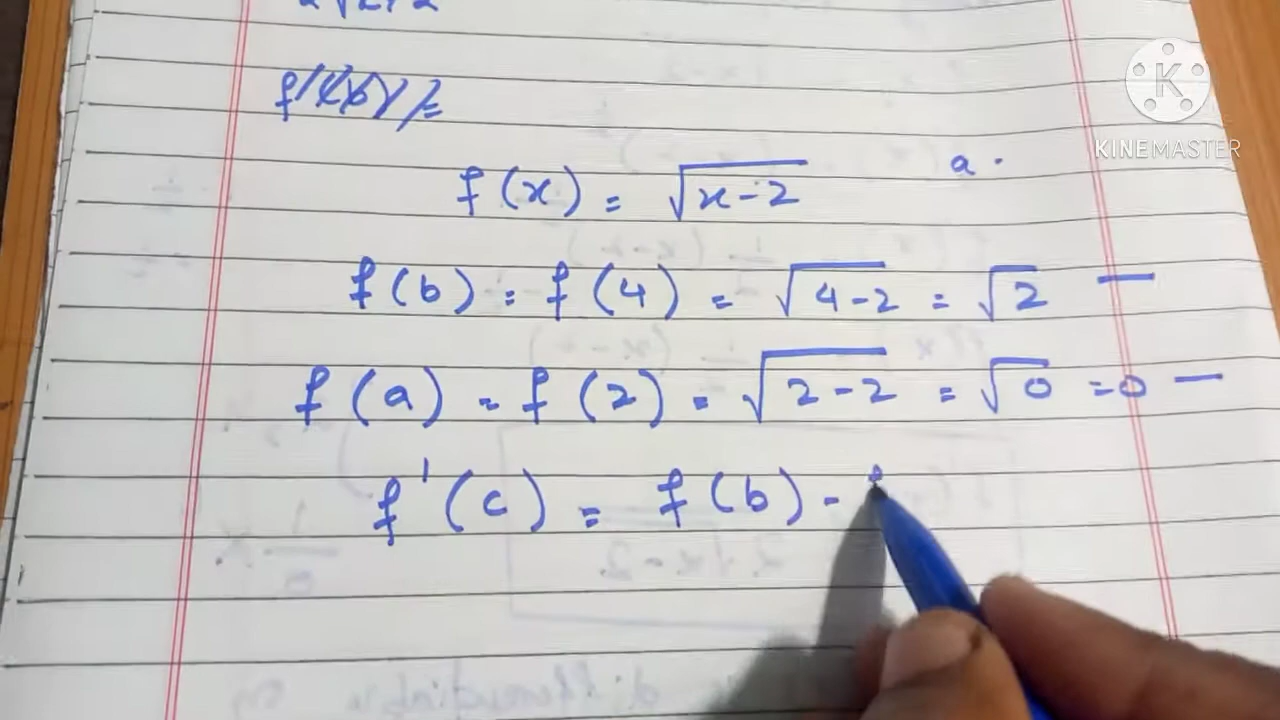 f(x) = √x-2
a.
f(b) = f(4) = √4-2 = √2 —
f(a) = f(2) = √2-2 = √0 = 0 —
f'(c) = f(b) - f
K
KINEMASTER